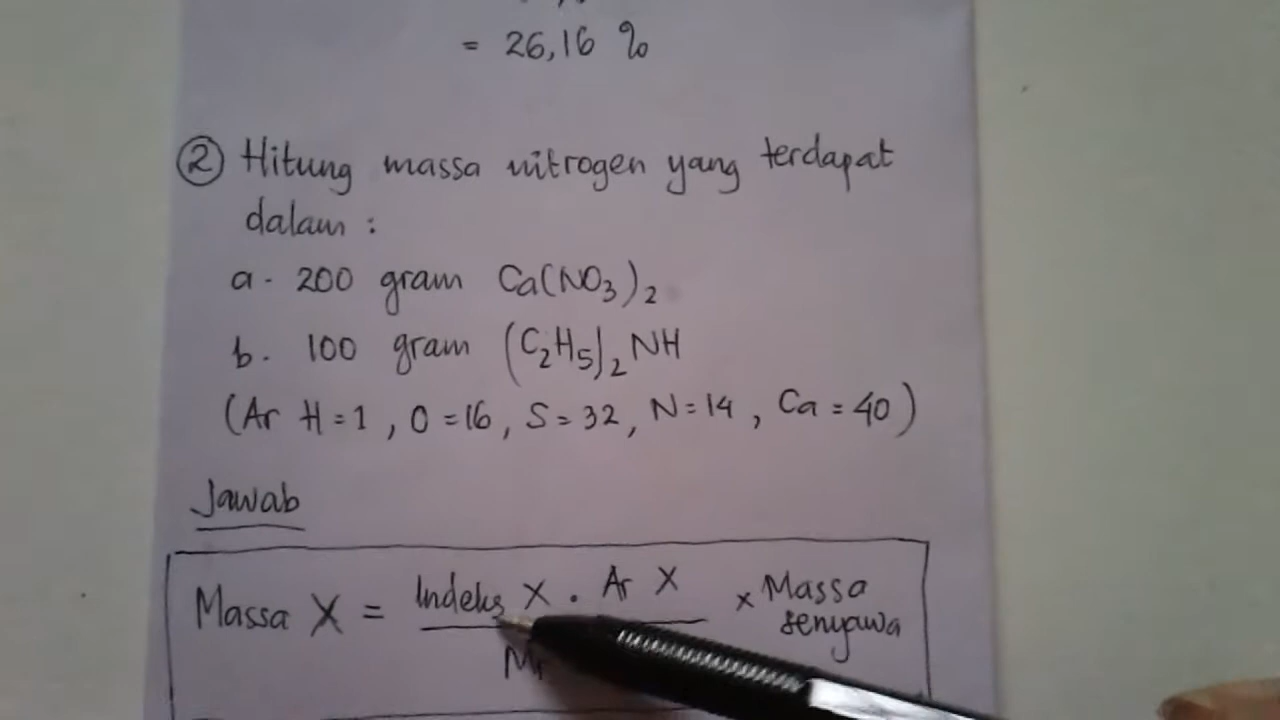 = 26,16 %
② Hitung massa nitrogen yang terdapat
dalam :
a. 200 gram Ca(NO₃)₂
b. 100 gram (C₂H₅)₂NH
(Ar H = 1 , O = 16 , S = 32 , N = 14 , Ca = 40)
Jawab
Massa X = Indeks X . Ar X × Massa senyawa
Mr